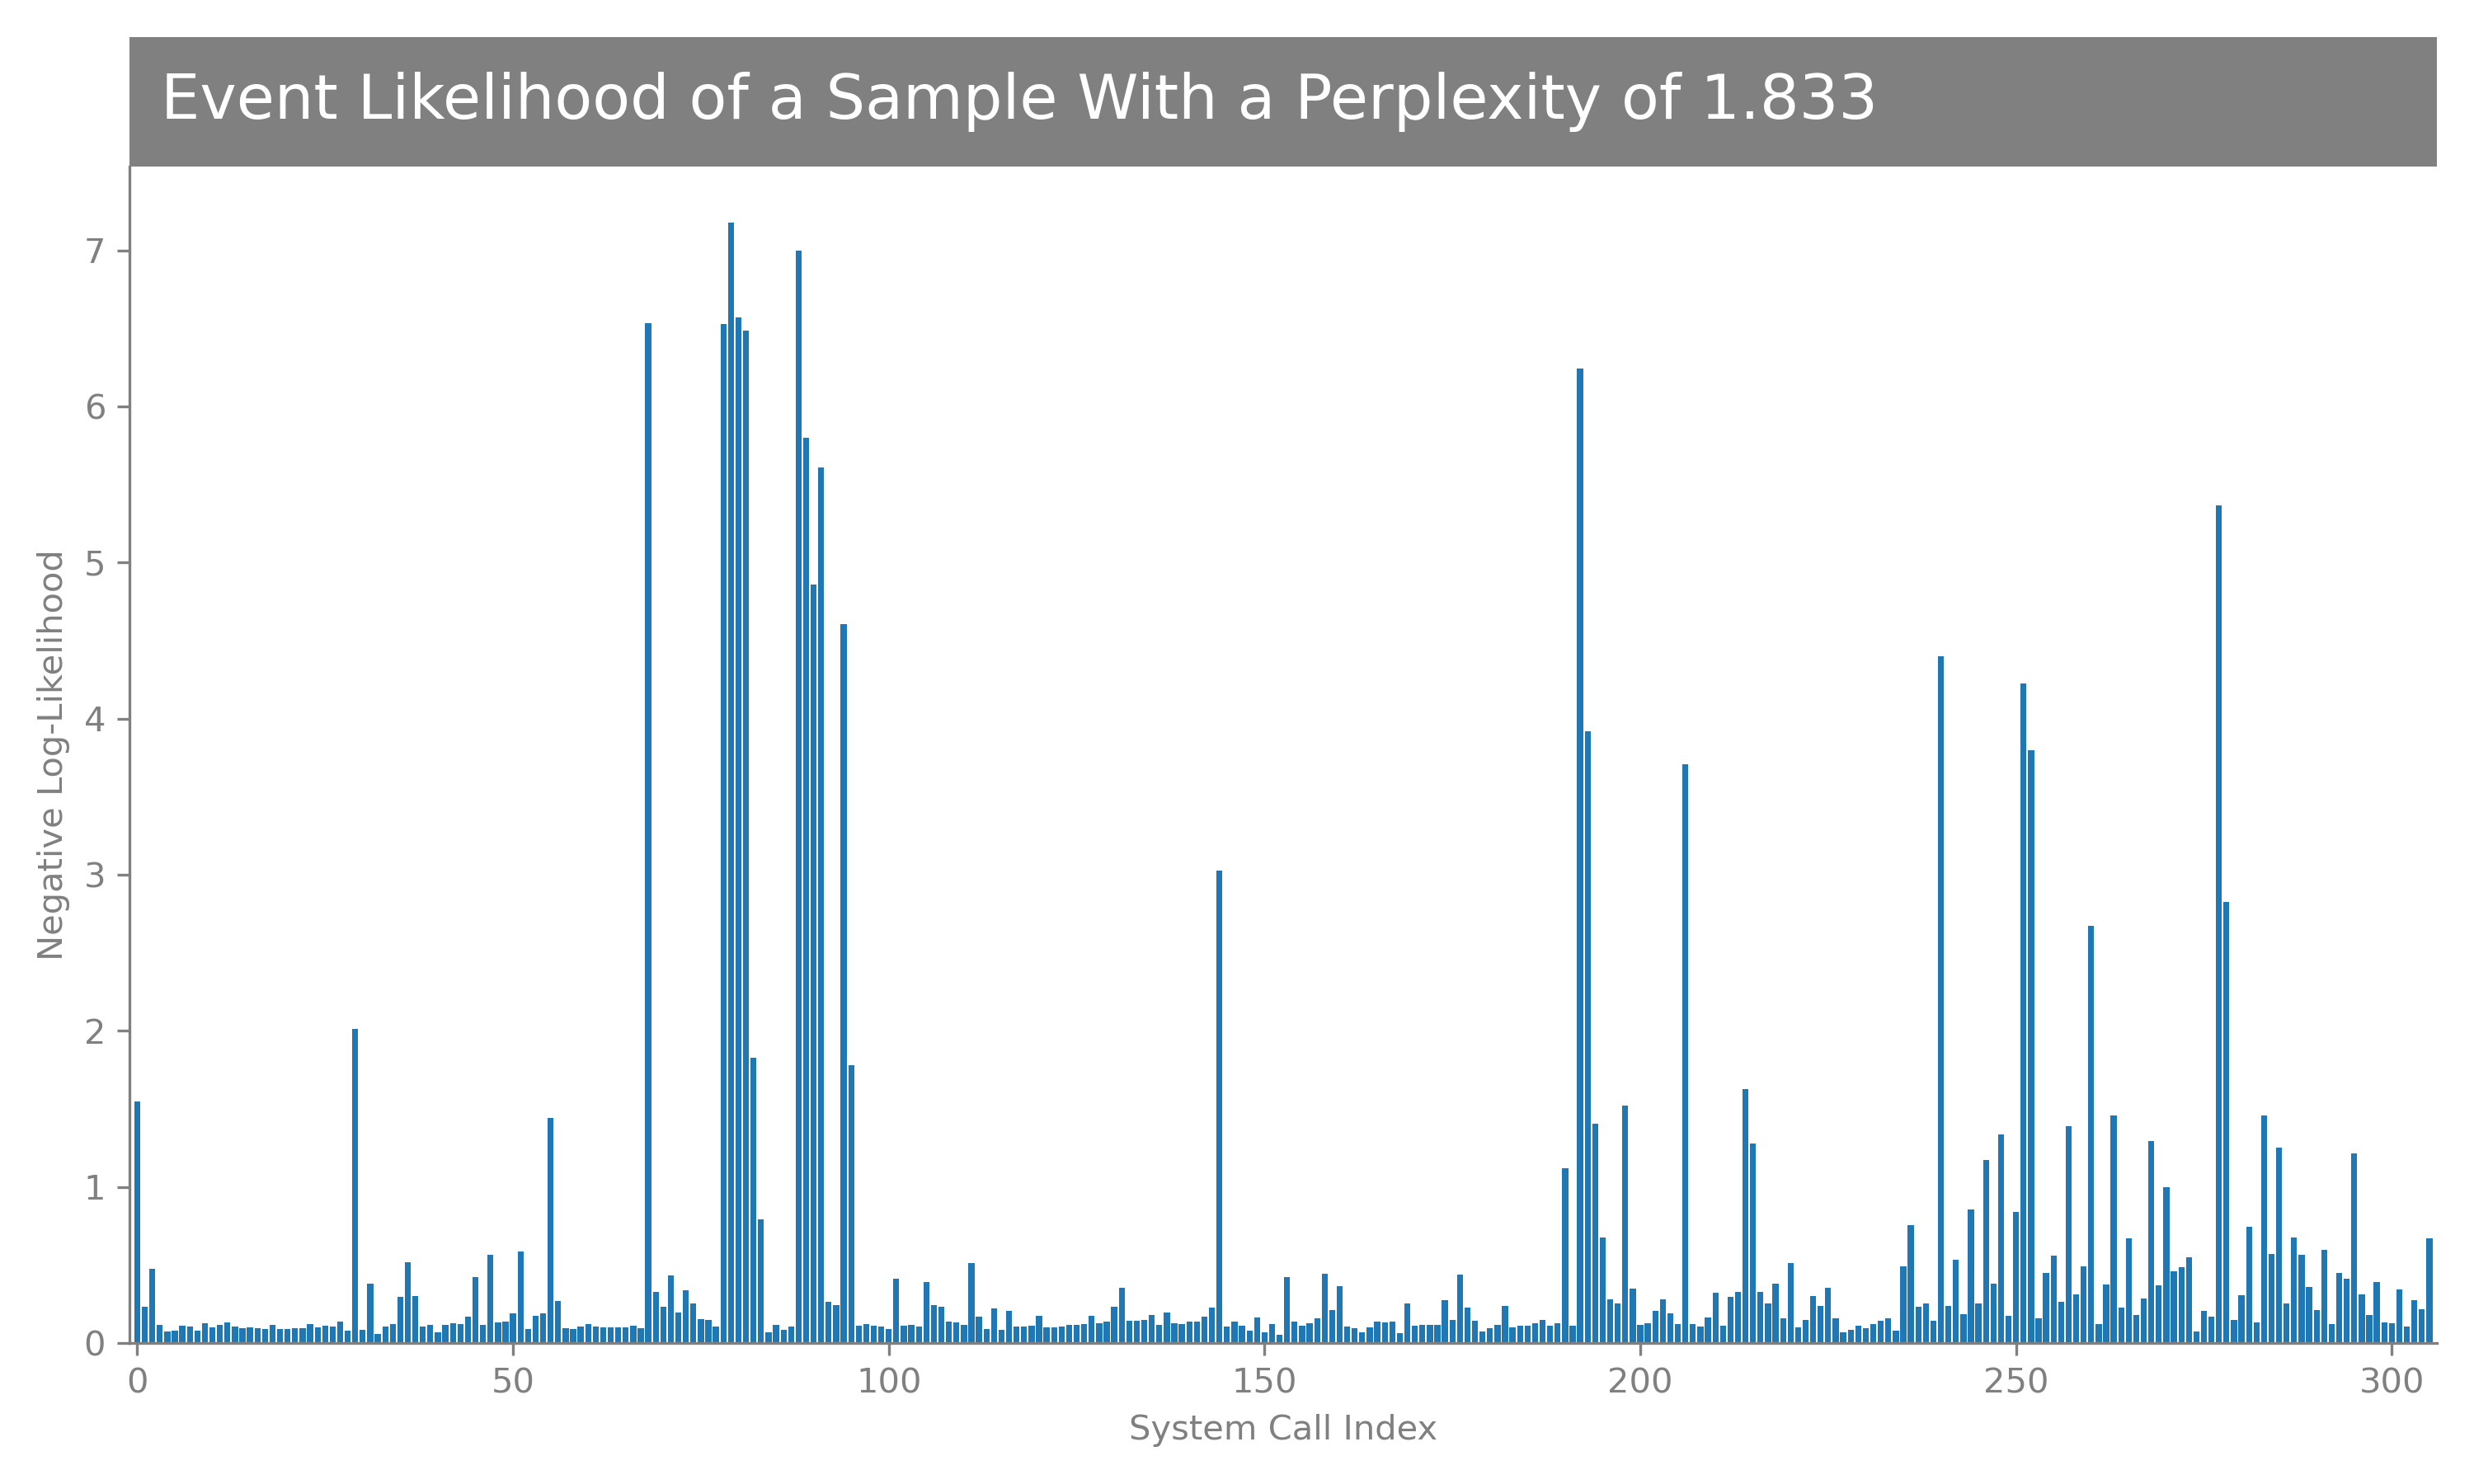 Event Likelihood of a Sample With a Perplexity of 1.833
7
6
5
4
3
2
1
0
Negative Log-Likelihood
0 50 100 150 200 250 300
System Call Index